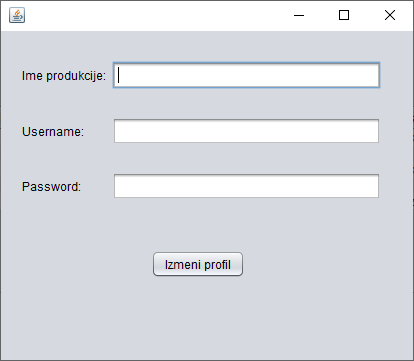 Ime produkcije:
Username:
Password:
Izmeni profil